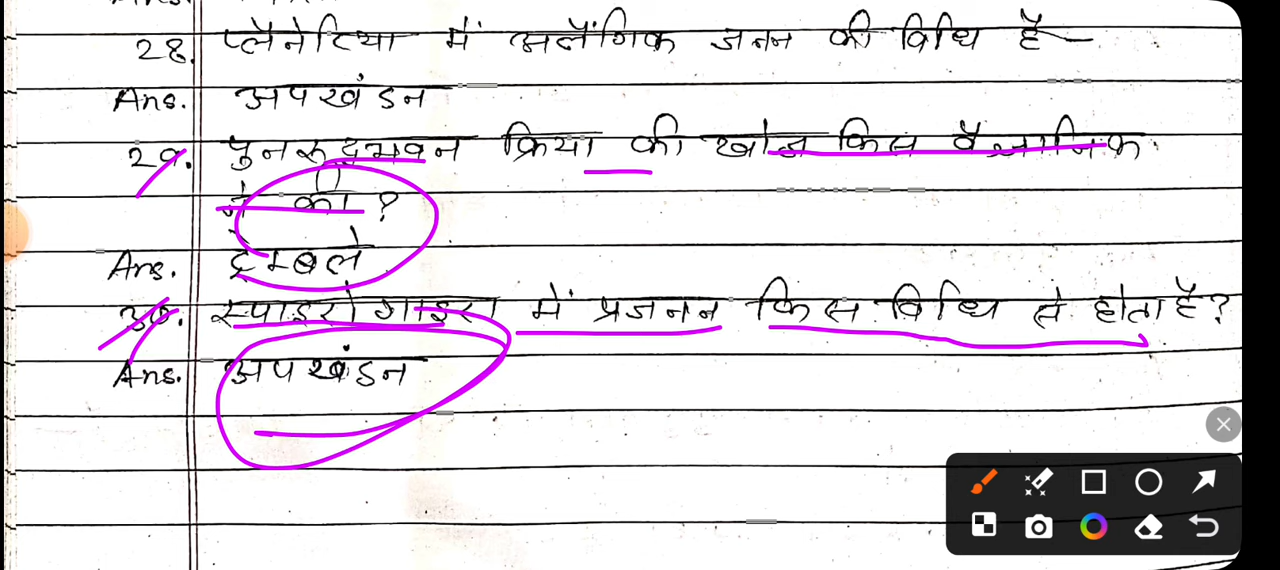 28. प्लैनेटिया में अलैंगिक जनन की विधि है—
Ans. अपखंडन
29. पुनरूद्भवन क्रिया की खोज किस वैज्ञानिक
ने की ?
Ans. ट्रेम्बले
30. स्पाइरोगाइरा में प्रजनन किस विधि से होता है?
Ans. अपखंडन